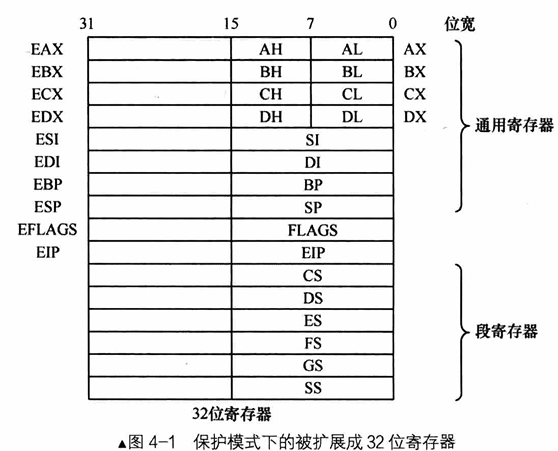 31 15 7 0 位宽
EAX AH AL AX
EBX BH BL BX
ECX CH CL CX
EDX DH DL DX
通用寄存器
ESI SI
EDI DI
EBP BP
ESP SP
EFLAGS FLAGS
EIP EIP
CS
DS
ES
FS
段寄存器
GS
SS
32位寄存器
▲图 4-1 保护模式下的被扩展成 32 位寄存器